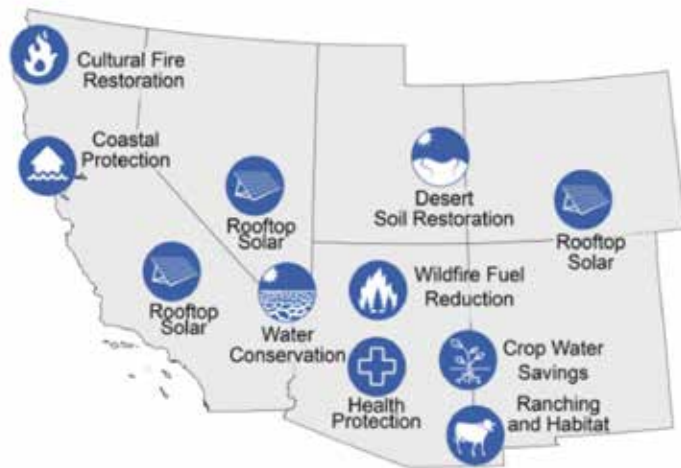 Cultural Fire
Restoration
Coastal
Protection
Rooftop
Solar
Desert
Soil Restoration
Rooftop
Solar
Rooftop
Solar
Water
Conservation
Wildfire Fuel
Reduction
Health
Protection
Crop Water
Savings
Ranching
and Habitat